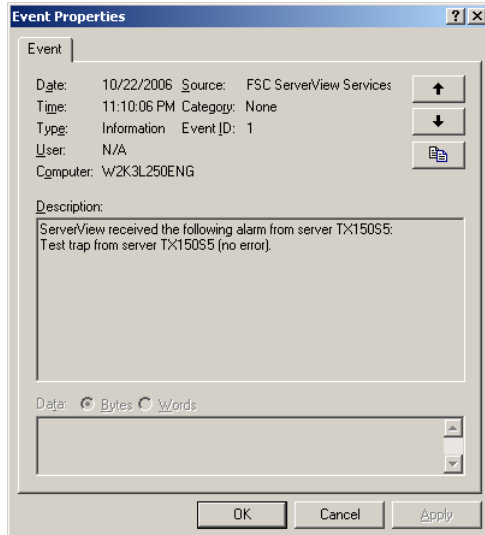 Event Properties
Event
Date: 10/22/2006 Source: FSC ServerView Services
Time: 11:10:06 PM Category: None
Type: Information Event ID: 1
User: N/A
Computer: W2K3L250ENG
Description:
ServerView received the following alarm from server TX150S5:
Test trap from server TX150S5 (no error).
Data: Bytes Words
OK Cancel Apply